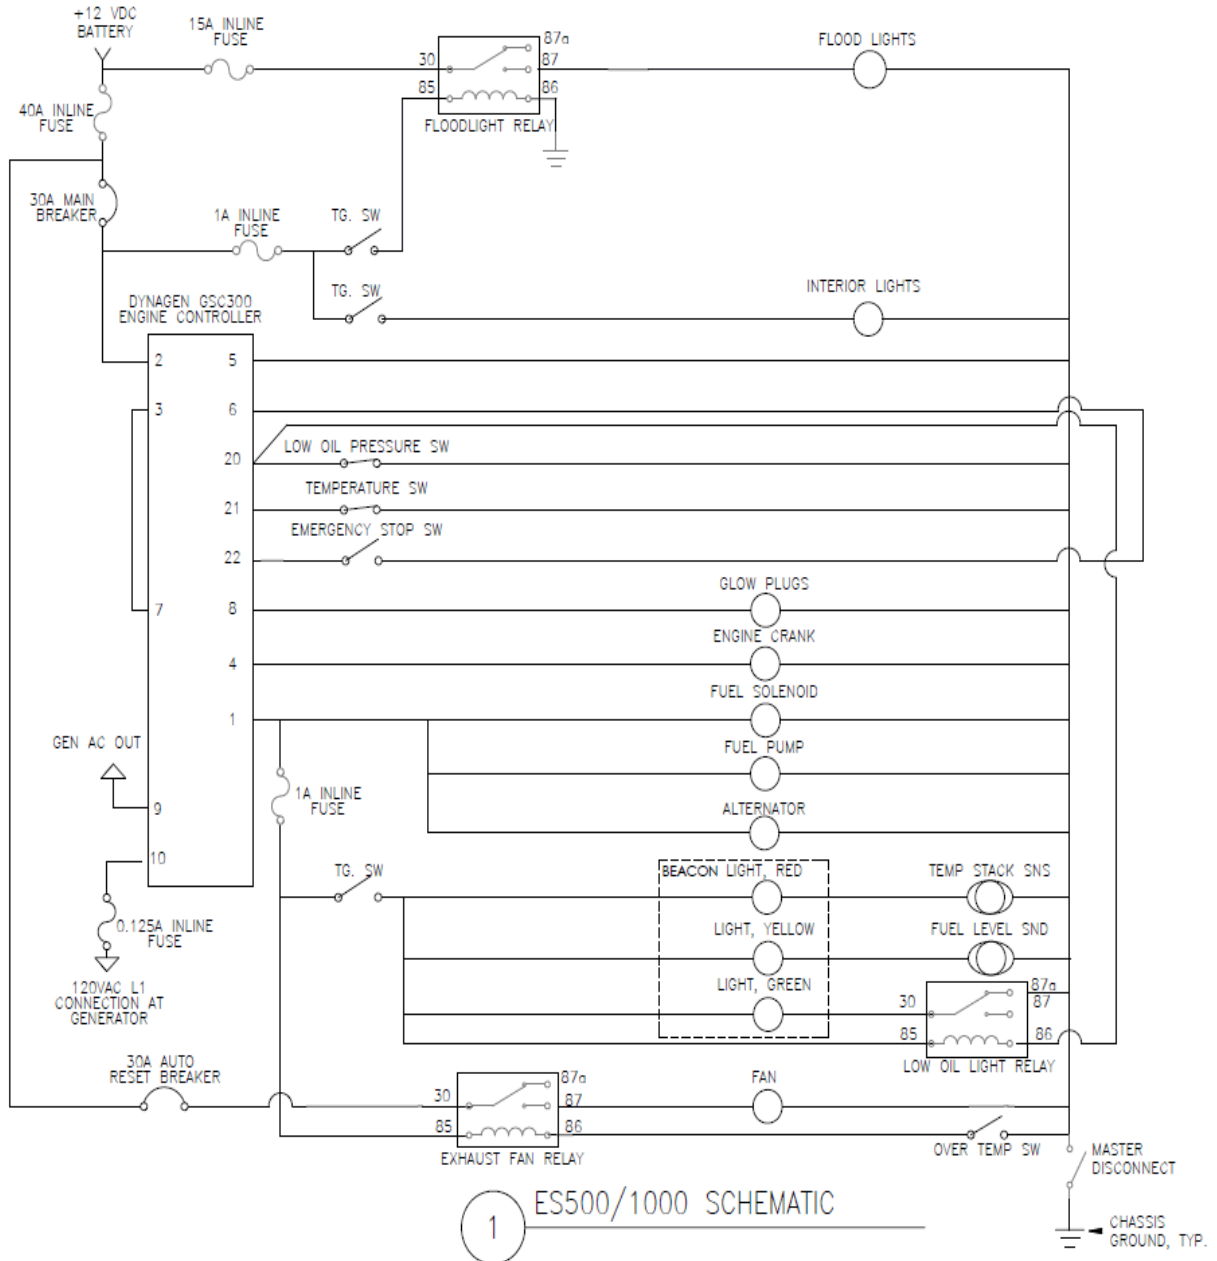 +12 VDC
BATTERY
15A INLINE
FUSE
87a
30
87
FLOOD LIGHTS
85
86
FLOODLIGHT RELAY
40A INLINE
FUSE
30A MAIN
BREAKER
1A INLINE
FUSE
TG. SW
TG. SW
INTERIOR LIGHTS
DYNAGEN GSC300
ENGINE CONTROLLER
2
5
3
6
LOW OIL PRESSURE SW
20
TEMPERATURE SW
21
EMERGENCY STOP SW
22
GLOW PLUGS
7
8
ENGINE CRANK
4
FUEL SOLENOID
1
GEN AC OUT
FUEL PUMP
1A INLINE
FUSE
ALTERNATOR
9
10
TG. SW
BEACON LIGHT, RED
TEMP STACK SNS
0.125A INLINE
FUSE
LIGHT, YELLOW
FUEL LEVEL SND
120VAC L1
CONNECTION AT
GENERATOR
LIGHT, GREEN
87a
30
87
85
86
LOW OIL LIGHT RELAY
30A AUTO
RESET BREAKER
87a
30
87
FAN
85
86
EXHAUST FAN RELAY
OVER TEMP SW
MASTER
DISCONNECT
1
ES500/1000 SCHEMATIC
CHASSIS
GROUND, TYP.